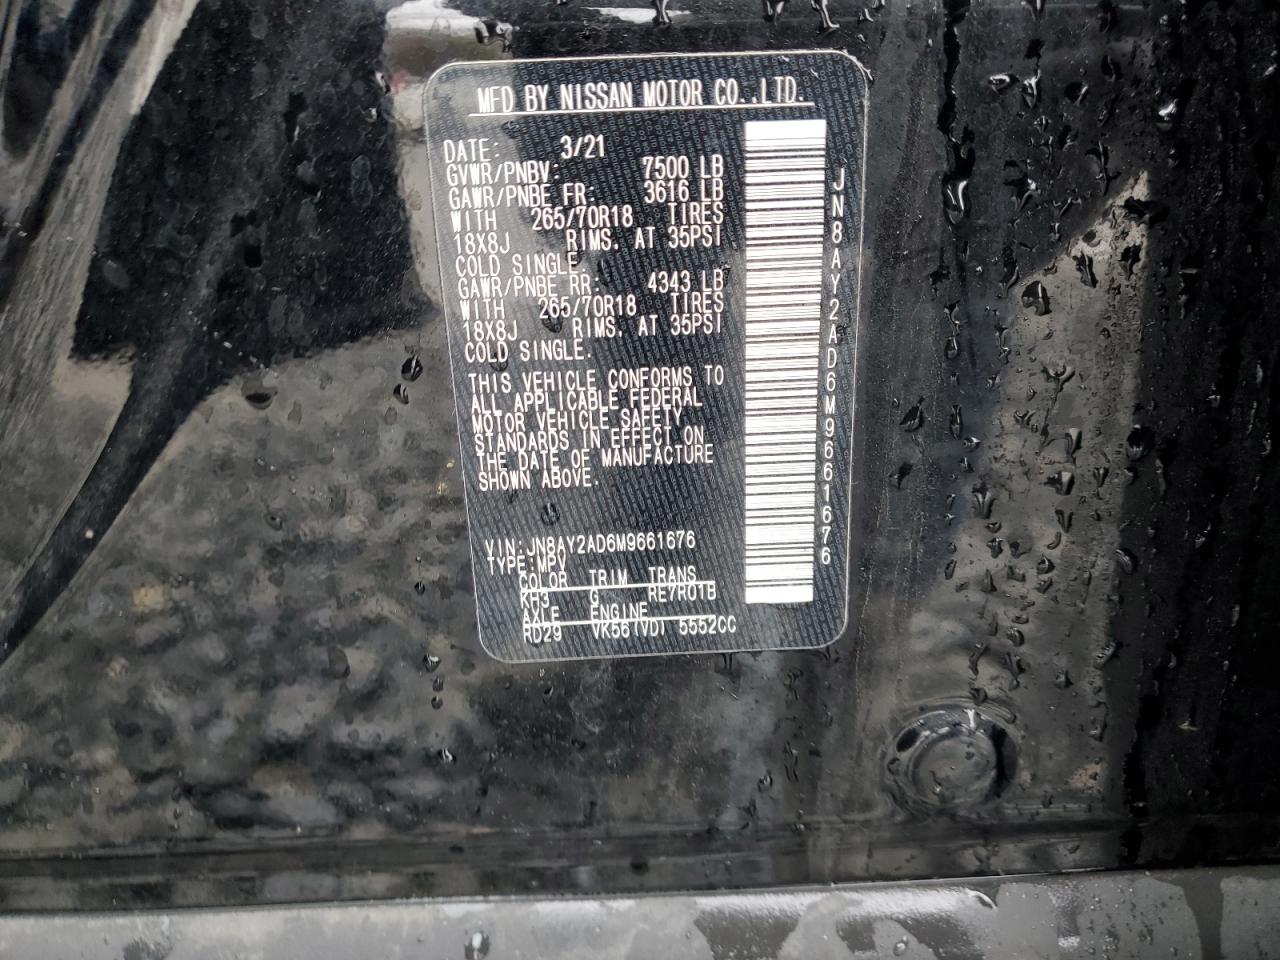 MFD BY NISSAN MOTOR CO.,LTD.
DATE: 3/21
GVWR/PNBV: 7500 LB
GAWR/PNBE FR: 3616 LB
WITH 265/70R18 TIRES
18X8J RIMS. AT 35PSI
COLD SINGLE.
GAWR/PNBE RR: 4343 LB
WITH 265/70R18 TIRES
18X8J RIMS. AT 35PSI
COLD SINGLE.
THIS VEHICLE CONFORMS TO
ALL APPLICABLE FEDERAL
MOTOR VEHICLE SAFETY
STANDARDS IN EFFECT ON
THE DATE OF MANUFACTURE
SHOWN ABOVE.
VIN:JN8AY2AD6M9661676
TYPE:MPV
COLOR TRIM TRANS
KH3 G RE7R01B
AXLE ENGINE
RD29 VK56(VD) 5552CC
JN8AY2AD6M9661676